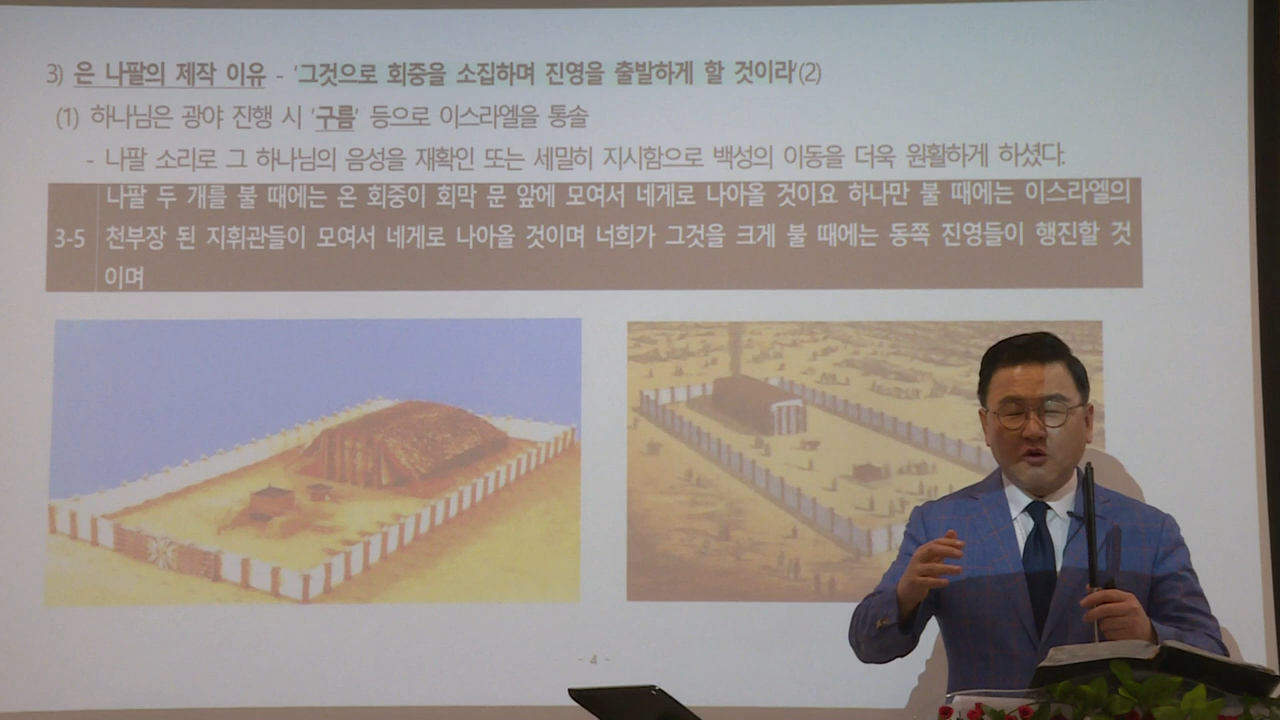 3) 은 나팔의 제작 이유 - '그것으로 회중을 소집하며 진영을 출발하게 할 것이라'(2)
(1) 하나님은 광야 진행 시 '구름' 등으로 이스라엘을 통솔
- 나팔 소리로 그 하나님의 음성을 재확인 또는 세밀히 지시함으로 백성의 이동을 더욱 원활하게 하셨다.
나팔 두 개를 불 때에는 온 회중이 회막 문 앞에 모여서 네게로 나아올 것이요 하나만 불 때에는 이스라엘의
3-5 천부장 된 지휘관들이 모여서 네게로 나아올 것이며 너희가 그것을 크게 불 때에는 동쪽 진영들이 행진할 것
이며
- 4 -